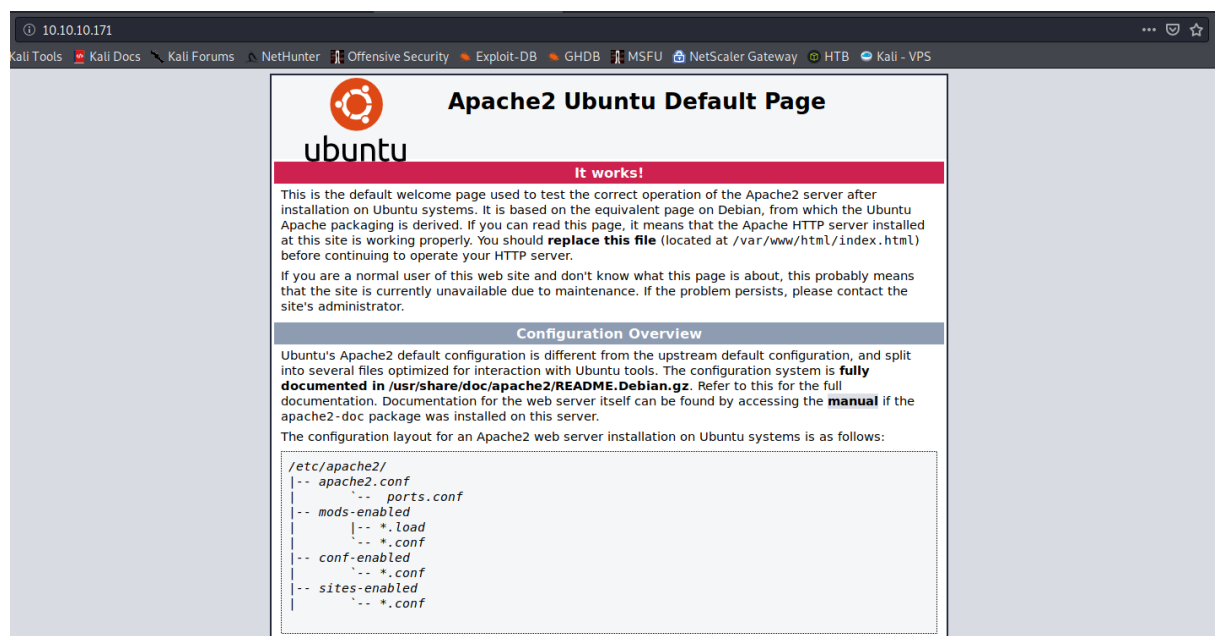 10.10.10.171
Kali Tools Kali Docs Kali Forums NetHunter Offensive Security Exploit-DB GHDB MSFU NetScaler Gateway HTB Kali - VPS
ubuntu
Apache2 Ubuntu Default Page
It works!
This is the default welcome page used to test the correct operation of the Apache2 server after
installation on Ubuntu systems. It is based on the equivalent page on Debian, from which the Ubuntu
Apache packaging is derived. If you can read this page, it means that the Apache HTTP server installed
at this site is working properly. You should replace this file (located at /var/www/html/index.html)
before continuing to operate your HTTP server.
If you are a normal user of this web site and don't know what this page is about, this probably means
that the site is currently unavailable due to maintenance. If the problem persists, please contact the
site's administrator.
Configuration Overview
Ubuntu's Apache2 default configuration is different from the upstream default configuration, and split
into several files optimized for interaction with Ubuntu tools. The configuration system is fully
documented in /usr/share/doc/apache2/README.Debian.gz. Refer to this for the full
documentation. Documentation for the web server itself can be found by accessing the manual if the
apache2-doc package was installed on this server.
The configuration layout for an Apache2 web server installation on Ubuntu systems is as follows:
/etc/apache2/
|-- apache2.conf
|       `--  ports.conf
|-- mods-enabled
|       |-- *.load
|       `-- *.conf
|-- conf-enabled
|       `-- *.conf
|-- sites-enabled
|       `-- *.conf